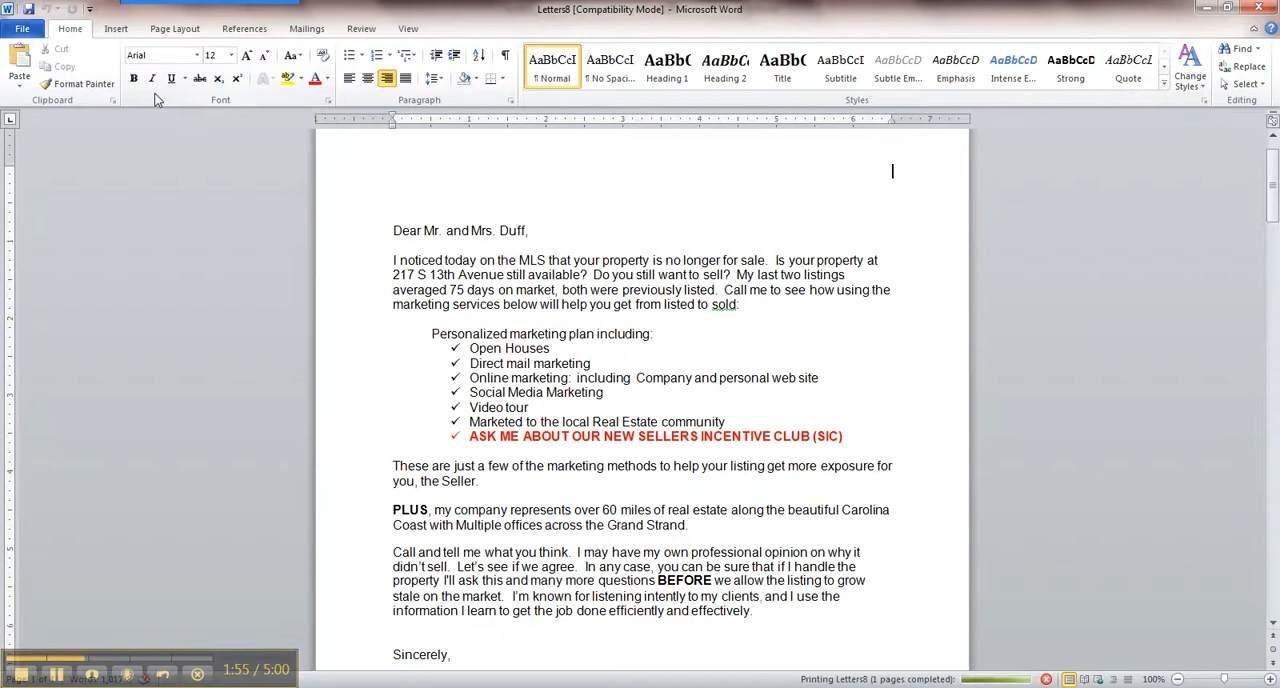 Letters8 [Compatibility Mode] - Microsoft Word
File Home Insert Page Layout References Mailings Review View
Paste
Cut
Copy
Format Painter
Clipboard
Arial 12
Font
Paragraph
AaBbCcI AaBbCcI AaBbC AaBbC AaBb( AaBbCcI AaBbCcD AaBbCcD AaBbCcD AaBbCcD AaBbCcI
¶ Normal ¶ No Spaci... Heading 1 Heading 2 Title Subtitle Subtle Em... Emphasis Intense E... Strong Quote
Styles
Change
Styles
Find
Replace
Select
Editing
1 2 3 4 5 6 7
Dear Mr. and Mrs. Duff,
I noticed today on the MLS that your property is no longer for sale. Is your property at
217 S 13th Avenue still available? Do you still want to sell? My last two listings
averaged 75 days on market, both were previously listed. Call me to see how using the
marketing services below will help you get from listed to sold:
Personalized marketing plan including:
✓ Open Houses
✓ Direct mail marketing
✓ Online marketing: including Company and personal web site
✓ Social Media Marketing
✓ Video tour
✓ Marketed to the local Real Estate community
✓ ASK ME ABOUT OUR NEW SELLERS INCENTIVE CLUB (SIC)
These are just a few of the marketing methods to help your listing get more exposure for
you, the Seller.
PLUS, my company represents over 60 miles of real estate along the beautiful Carolina
Coast with Multiple offices across the Grand Strand.
Call and tell me what you think. I may have my own professional opinion on why it
didn't sell. Let's see if we agree. In any case, you can be sure that if I handle the
property I'll ask this and many more questions BEFORE we allow the listing to grow
stale on the market. I'm known for listening intently to my clients, and I use the
information I learn to get the job done efficiently and effectively.
Sincerely,
1:55 / 5:00
Words: 1,017
Printing Letters8 (1 pages completed):
100%